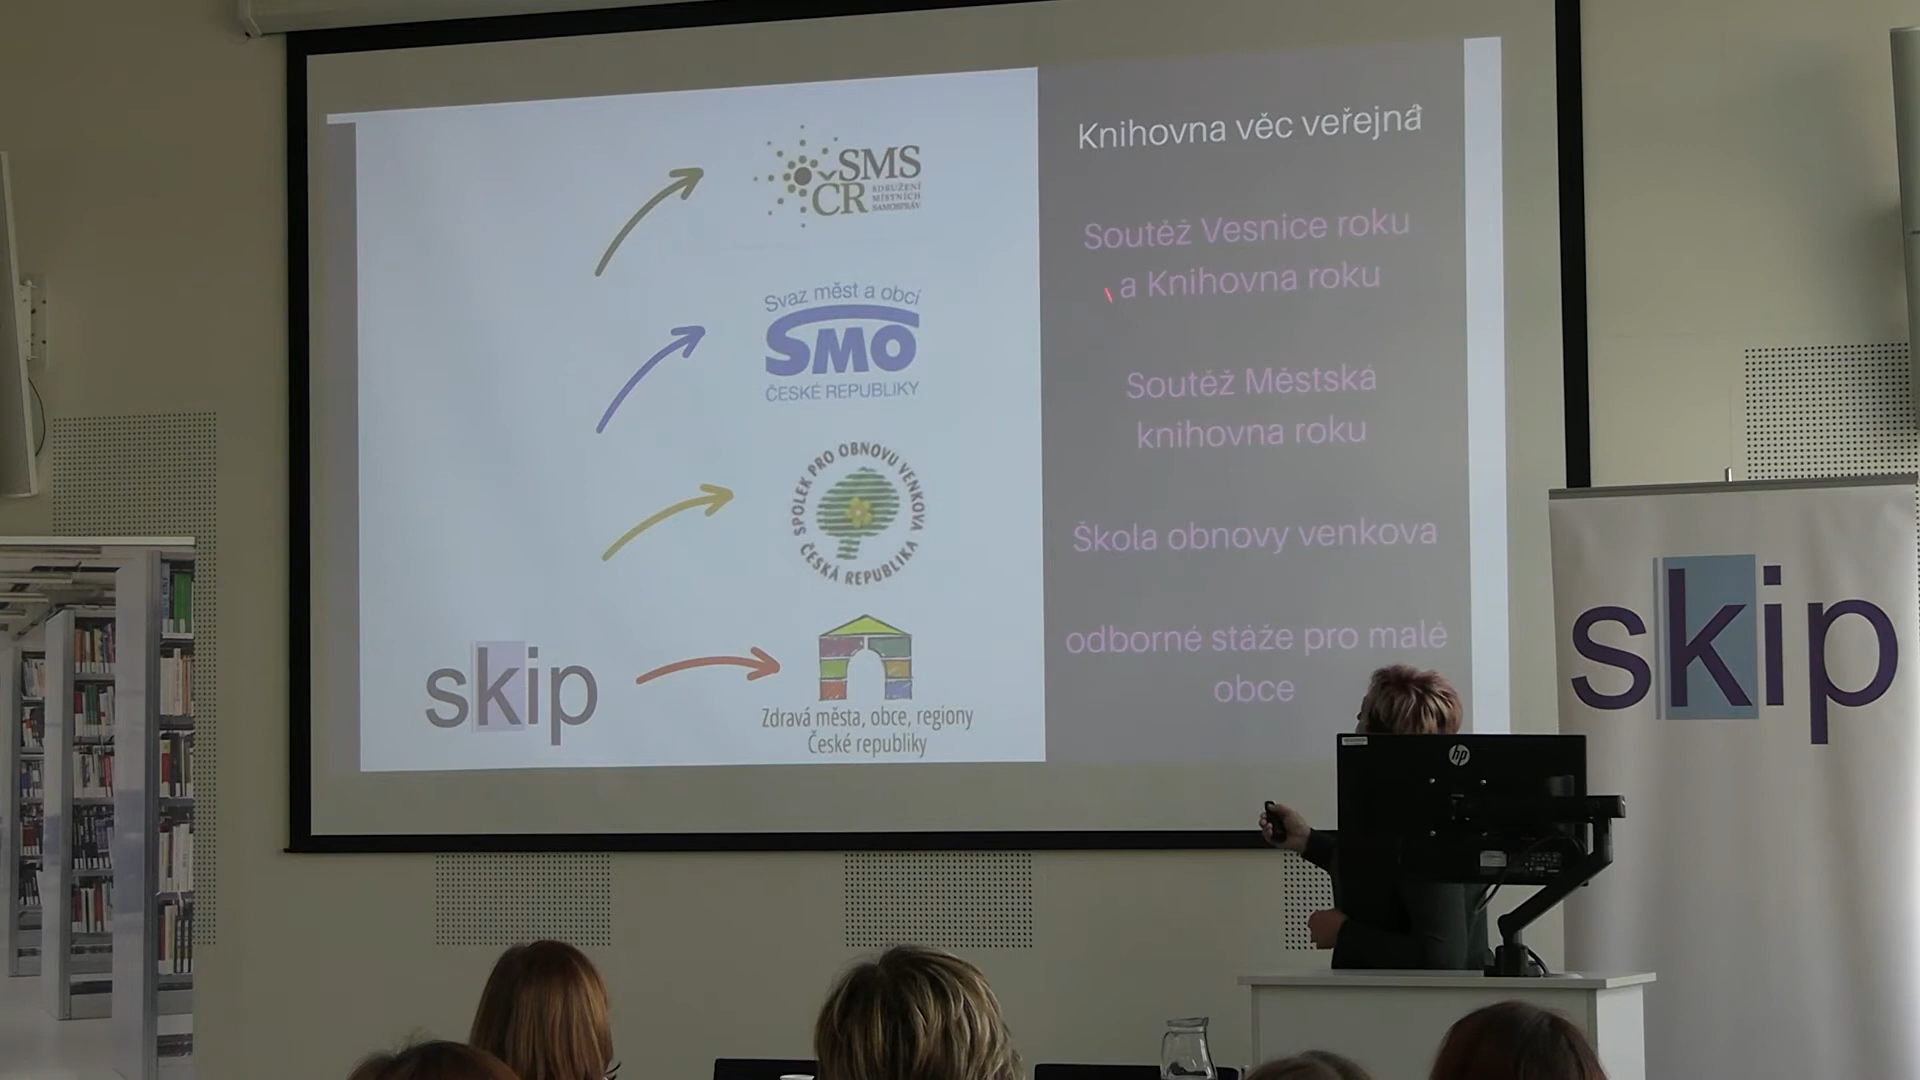 SMS
ČR
SDRUŽENÍ
MÍSTNÍCH
SAMOSPRÁV
Svaz měst a obcí
SMO
ČESKÉ REPUBLIKY
SPOLEK PRO OBNOVU VENKOVA
ČESKÁ REPUBLIKA
skip
Zdravá města, obce, regiony
České republiky
Knihovna věc veřejná
Soutěž Vesnice roku
a Knihovna roku
Soutěž Městská
knihovna roku
Škola obnovy venkova
odborné stáže pro malé
obce
skip
hp